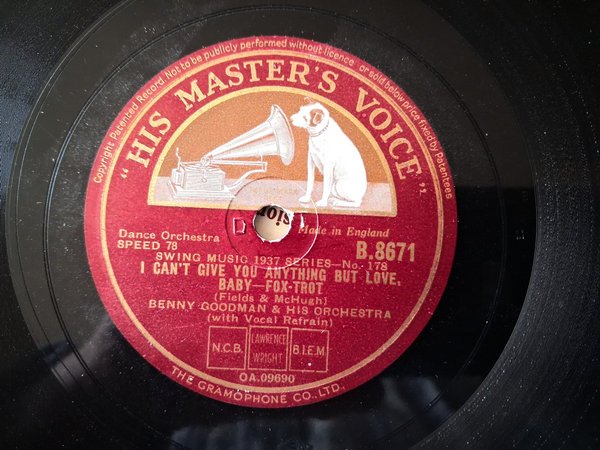 Copyright Patented Record. Not to be publicly performed without licence or sold below price fixed by Patentees
"HIS MASTER'S VOICE"
D
sion
Made in England
Dance Orchestra
SPEED 78
B.8671
SWING MUSIC 1937 SERIES—No. 178
I CAN'T GIVE YOU ANYTHING BUT LOVE,
BABY—FOX-TROT
(Fields & McHugh)
BENNY GOODMAN & HIS ORCHESTRA
(with Vocal Refrain)
N.C.B.
LAWRENCE
WRIGHT
B.I.E.M
OA.09690
THE GRAMOPHONE CO., LTD.